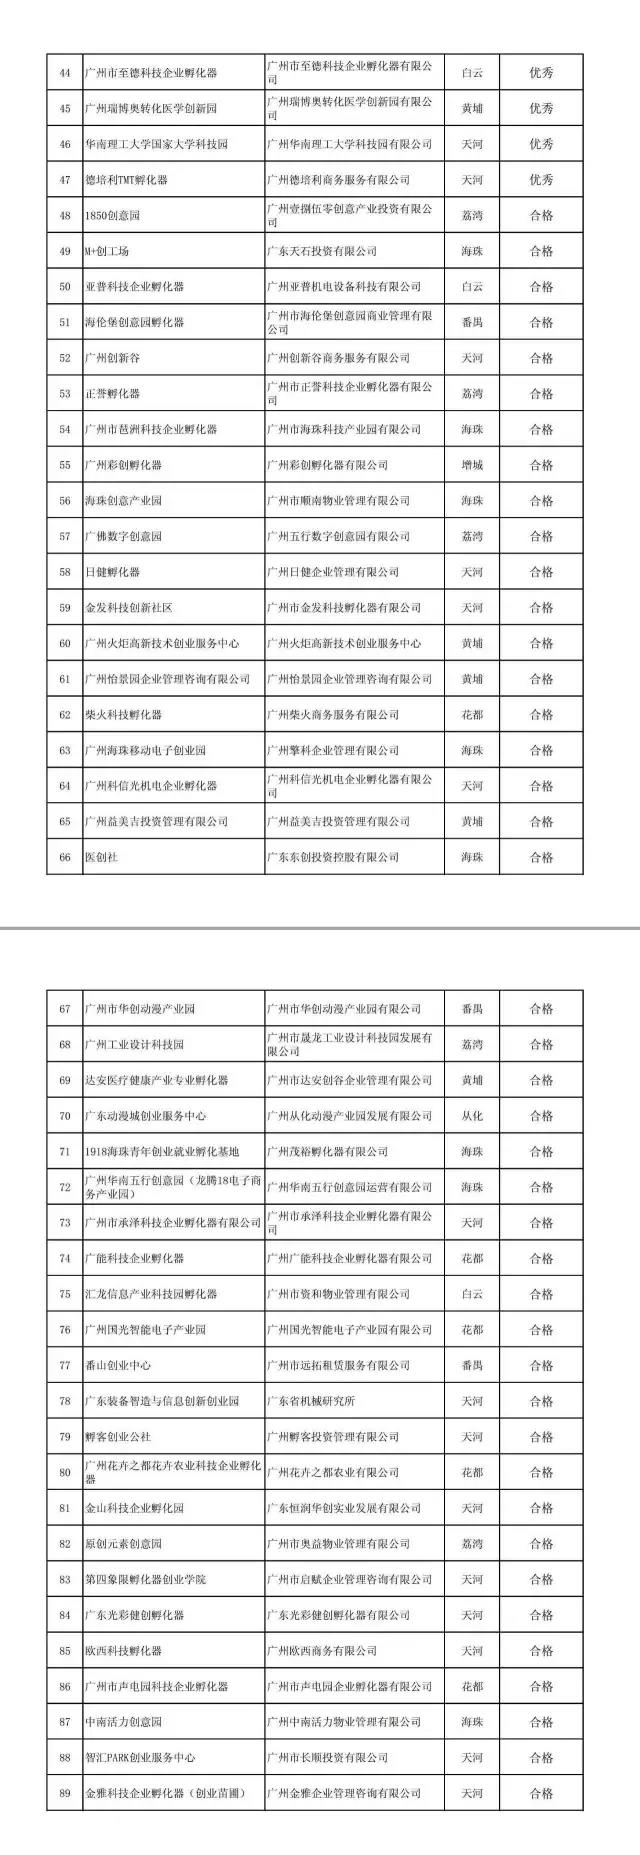 44 广州市至德科技企业孵化器 广州市至德科技企业孵化器有限公司 白云 优秀
45 广州瑞博奥转化医学创新园 广州瑞博奥转化医学创新园有限公司 黄埔 优秀
46 华南理工大学国家大学科技园 广州华南理工大学科技园有限公司 天河 优秀
47 德培利TMT孵化器 广州德培利商务服务有限公司 天河 优秀
48 1850创意园 广州壹捌伍零创意产业投资有限公司 荔湾 合格
49 M+创工场 广东天石投资有限公司 海珠 合格
50 亚普科技企业孵化器 广州亚普机电设备科技有限公司 白云 合格
51 海伦堡创意园孵化器 广州市海伦堡创意园商业管理有限公司 番禺 合格
52 广州创新谷 广州创新谷商务服务有限公司 天河 合格
53 正誉孵化器 广州市正誉科技企业孵化器有限公司 荔湾 合格
54 广州市琶洲科技企业孵化器 广州市海珠科技产业园有限公司 海珠 合格
55 广州彩创孵化器 广州彩创孵化器有限公司 增城 合格
56 海珠创意产业园 广州市顺南物业管理有限公司 海珠 合格
57 广佛数字创意园 广州五行数字创意园有限公司 荔湾 合格
58 日健孵化器 广州日健企业管理有限公司 天河 合格
59 金发科技创新社区 广州市金发科技孵化器有限公司 天河 合格
60 广州火炬高新技术创业服务中心 广州火炬高新技术创业服务中心 黄埔 合格
61 广州怡景园企业管理咨询有限公司 广州怡景园企业管理咨询有限公司 黄埔 合格
62 柴火科技孵化器 广州柴火商务服务有限公司 花都 合格
63 广州海珠移动电子创业园 广州擎科企业管理有限公司 海珠 合格
64 广州科信光机电企业孵化器 广州科信光机电企业孵化器有限公司 天河 合格
65 广州益美吉投资管理有限公司 广州益美吉投资管理有限公司 黄埔 合格
66 医创社 广东东创投资控股有限公司 海珠 合格
67 广州市华创动漫产业园 广州市华创动漫产业园有限公司 番禺 合格
68 广州工业设计科技园 广州市晟龙工业设计科技园发展有限公司 荔湾 合格
69 达安医疗健康产业专业孵化器 广州市达安创谷企业管理有限公司 黄埔 合格
70 广东动漫城创业服务中心 广州从化动漫产业园发展有限公司 从化 合格
71 1918海珠青年创业就业孵化基地 广州茂裕孵化器有限公司 海珠 合格
72 广州华南五行创意园（龙腾18电子商务产业园） 广州华南五行创意园运营有限公司 海珠 合格
73 广州市承泽科技企业孵化器有限公司 广州市承泽科技企业孵化器有限公司 天河 合格
74 广能科技企业孵化器 广州广能科技企业孵化器有限公司 花都 合格
75 汇龙信息产业科技园孵化器 广州市资和物业管理有限公司 白云 合格
76 广州国光智能电子产业园 广州国光智能电子产业园有限公司 花都 合格
77 番山创业中心 广州市远拓租赁服务有限公司 番禺 合格
78 广东装备智造与信息创新创业园 广东省机械研究所 天河 合格
79 孵客创业公社 广州孵客投资管理有限公司 天河 合格
80 广州花卉之都花卉农业科技企业孵化器 广州花卉之都农业有限公司 花都 合格
81 金山科技企业孵化园 广东恒润华创实业发展有限公司 天河 合格
82 原创元素创意园 广州市奥益物业管理有限公司 荔湾 合格
83 第四象限孵化器创业学院 广州市启赋企业管理咨询有限公司 天河 合格
84 广东光彩健创孵化器 广东光彩健创孵化器有限公司 天河 合格
85 欧西科技孵化器 广州欧西商务有限公司 天河 合格
86 广州市声电园科技企业孵化器 广州市声电园企业孵化器有限公司 花都 合格
87 中南活力创意园 广州中南活力物业管理有限公司 海珠 合格
88 智汇PARK创业服务中心 广州市长顺投资有限公司 天河 合格
89 金雅科技企业孵化器（创业苗圃） 广州金雅企业管理咨询有限公司 天河 合格